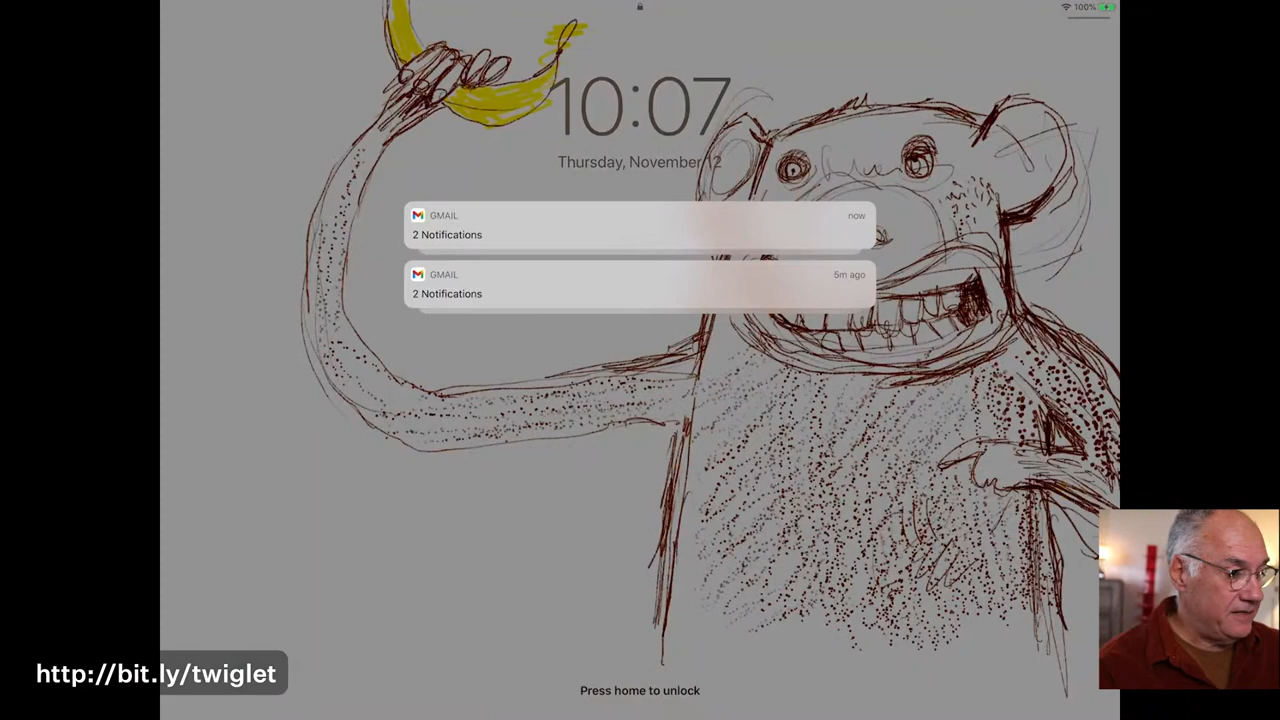 100%
10:07
Thursday, November 12
GMAIL
now
2 Notifications
GMAIL
5m ago
2 Notifications
http://bit.ly/twiglet
Press home to unlock